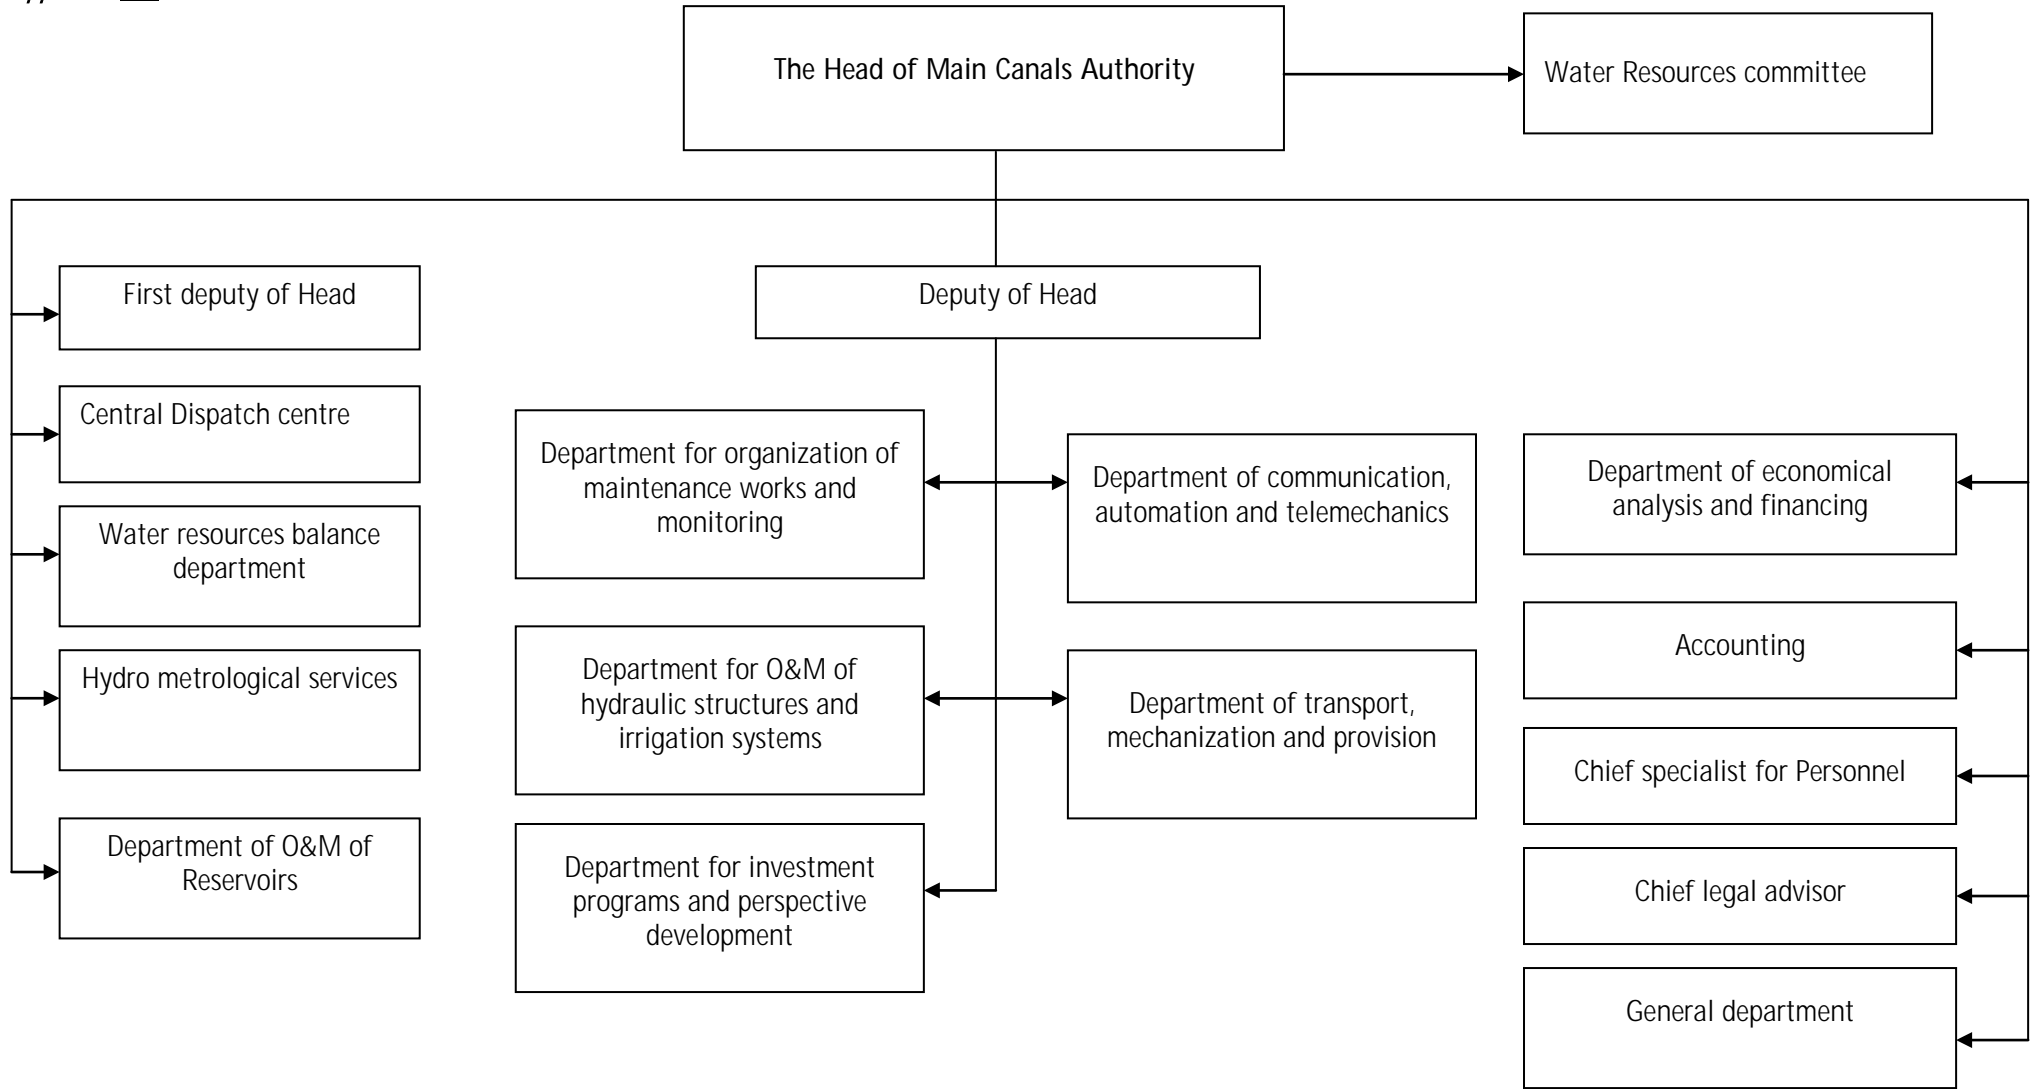 The Head of Main Canals Authority
Water Resources committee
First deputy of Head
Deputy of Head
Central Dispatch centre
Water resources balance
department
Hydro metrological services
Department of O&M of
Reservoirs
Department for organization of
maintenance works and
monitoring
Department for O&M of
hydraulic structures and
irrigation systems
Department for investment
programs and perspective
development
Department of communication,
automation and telemechanics
Department of transport,
mechanization and provision
Department of economical
analysis and financing
Accounting
Chief specialist for Personnel
Chief legal advisor
General department